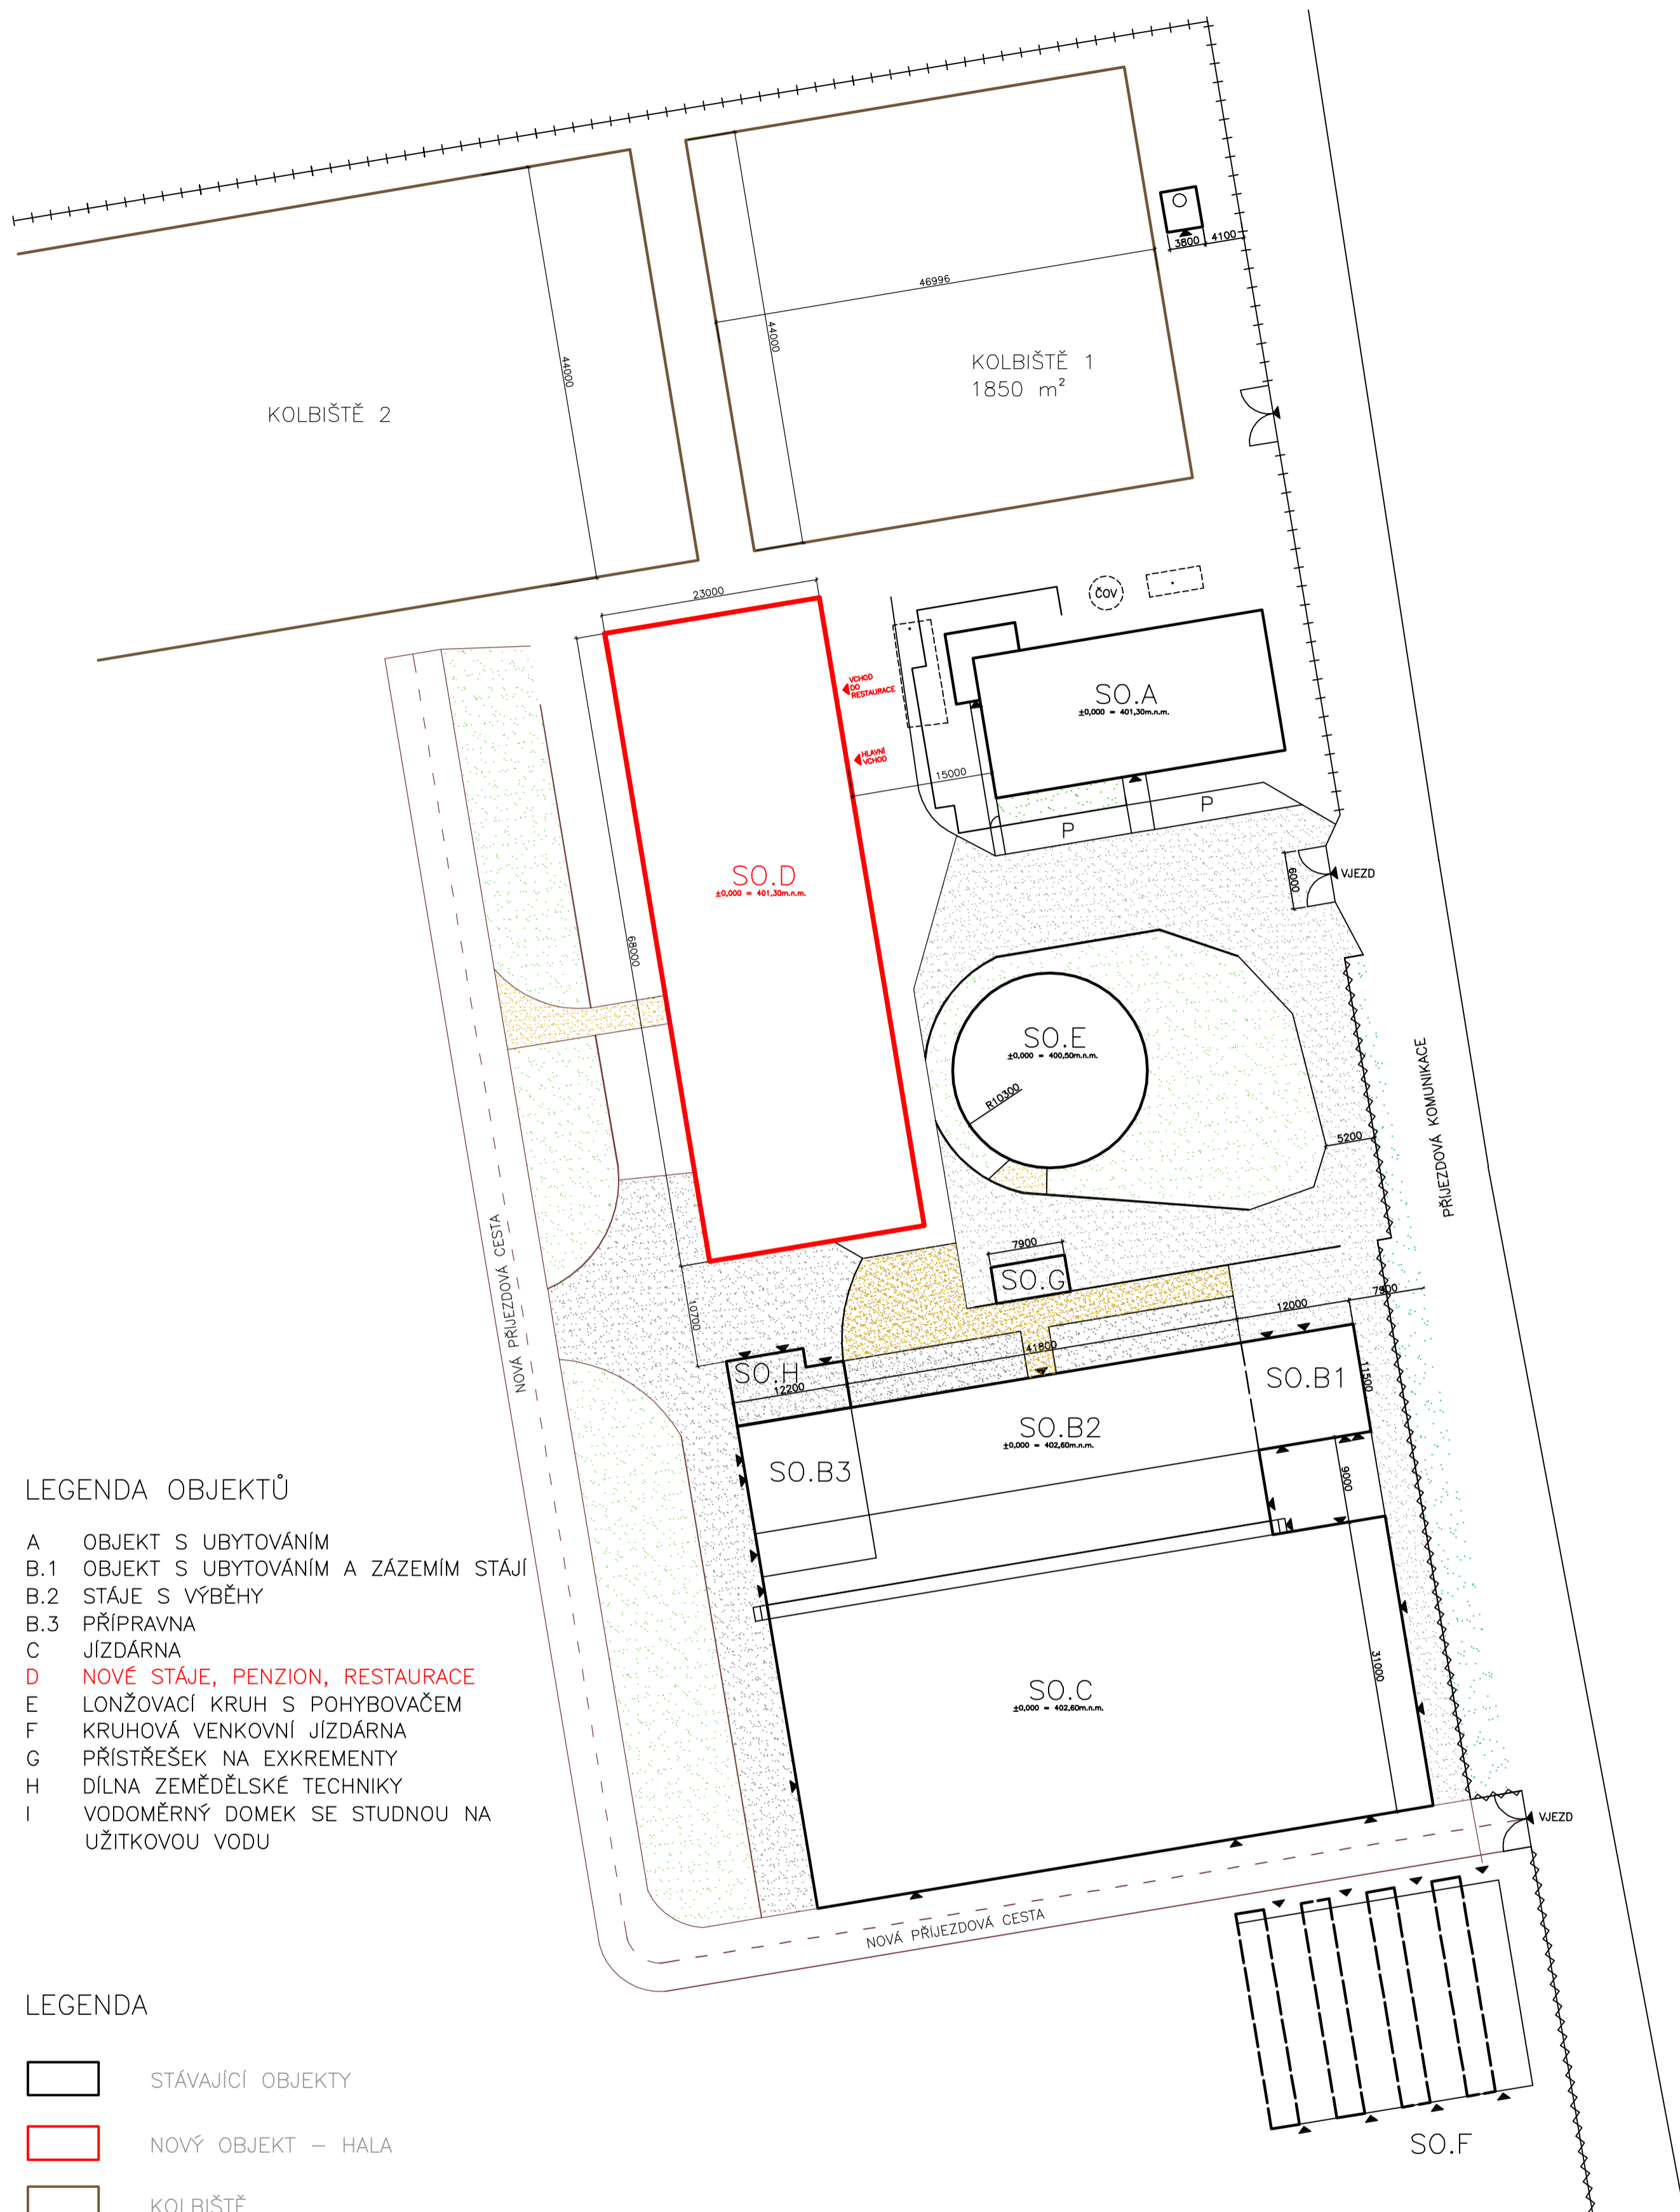 3800
4100
46996
44000
44000
KOLBIŠTĚ 1
1850 m²
KOLBIŠTĚ 2
23000
ČOV
VCHOD
DO
RESTAURACE
SO.A
±0,000 = 401,30m.n.m.
HLAVNÍ
VCHOD
15000
P
P
6000
VJEZD
SO.D
±0,000 = 401,30m.n.m.
68000
SO.E
±0,000 = 400,50m.n.m.
R10300
5200
PŘÍJEZDOVÁ KOMUNIKACE
NOVÁ PŘÍJEZDOVÁ CESTA
7900
SO.G
7900
12000
10700
41800
SO.H
12200
SO.B1
11500
SO.B2
±0,000 = 402,60m.n.m.
SO.B3
9000
31000
SO.C
±0,000 = 402,60m.n.m.
VJEZD
NOVÁ PŘÍJEZDOVÁ CESTA
SO.F
LEGENDA OBJEKTŮ
A OBJEKT S UBYTOVÁNÍM
B.1 OBJEKT S UBYTOVÁNÍM A ZÁZEMÍM STÁJÍ
B.2 STÁJE S VÝBĚHY
B.3 PŘÍPRAVNA
C JÍZDÁRNA
D NOVÉ STÁJE, PENZION, RESTAURACE
E LONŽOVACÍ KRUH S POHYBOVAČEM
F KRUHOVÁ VENKOVNÍ JÍZDÁRNA
G PŘÍSTŘEŠEK NA EXKREMENTY
H DÍLNA ZEMĚDĚLSKÉ TECHNIKY
I VODOMĚRNÝ DOMEK SE STUDNOU NA
UŽITKOVOU VODU
LEGENDA
STÁVAJÍCÍ OBJEKTY
NOVÝ OBJEKT – HALA
KOLBIŠTĚ